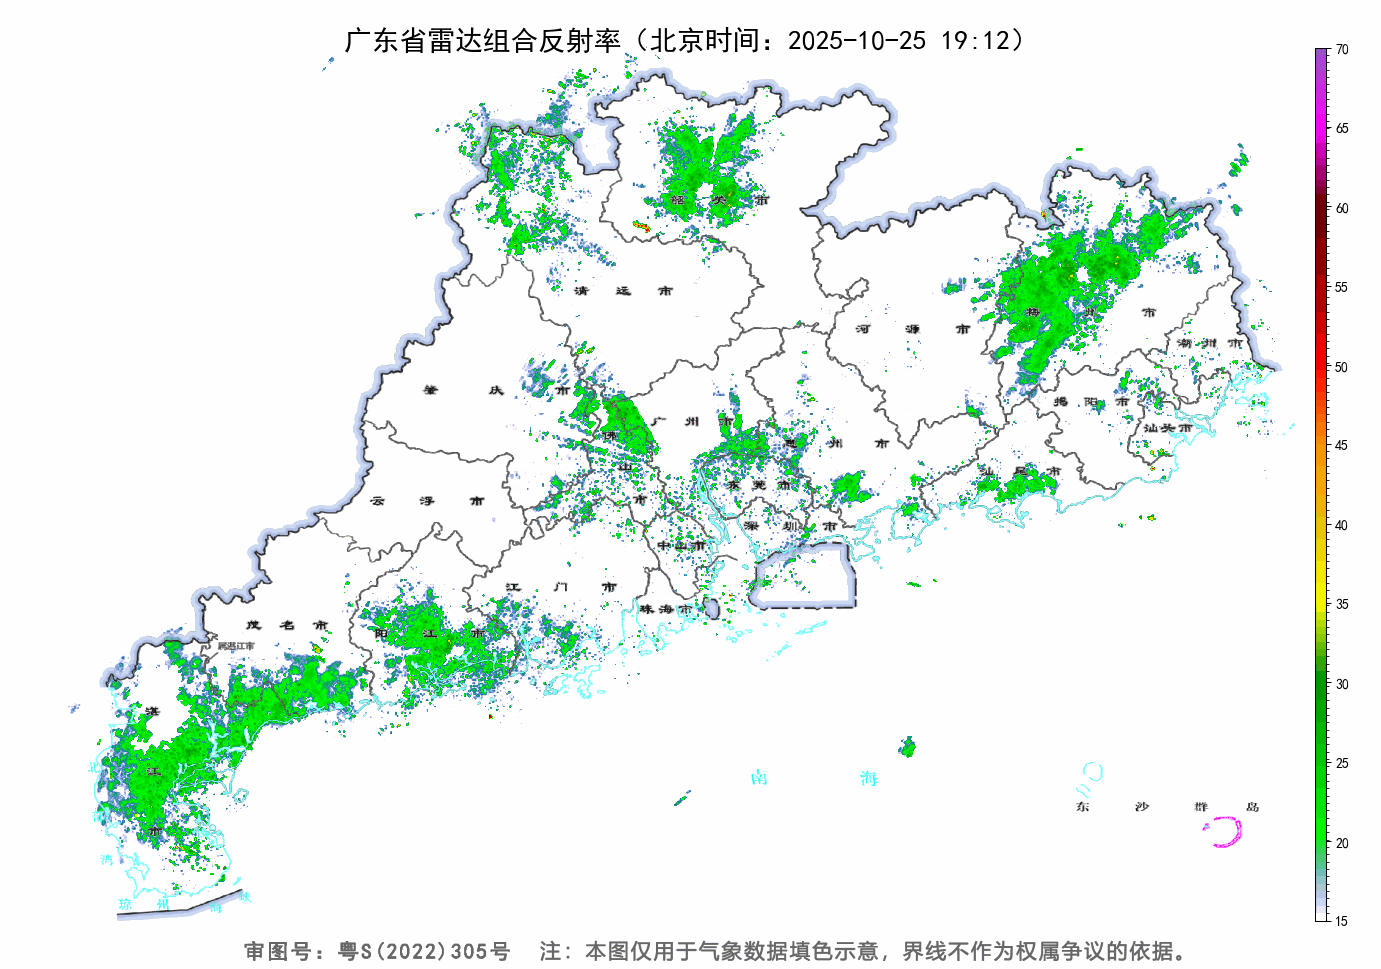 广东省雷达组合反射率（北京时间：2025-10-25 19:12）
70
65
60
55
50
45
40
35
30
25
20
15
韶关市
清远市
河源市
梅州市
潮州市
肇庆市
广州市
佛山市
惠州市
揭阳市
汕头市
汕尾市
云浮市
东莞市
深圳市
中山市
江门市
珠海市
茂名市
阳江市
属湛江市
湛江市
北部湾
琼州海峡
南海
东沙群岛
审图号：粤S(2022)305号 注：本图仅用于气象数据填色示意，界线不作为权属争议的依据。